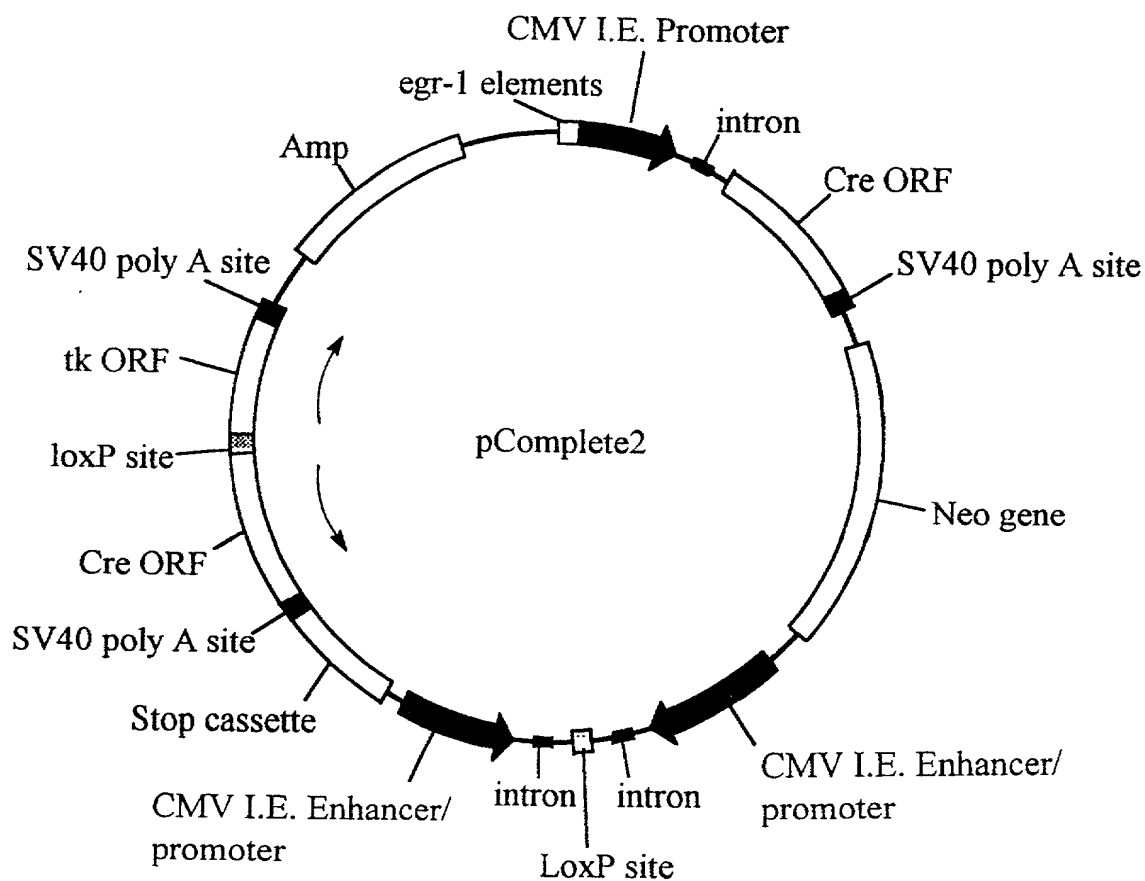 CMV I.E. Promoter
egr-1 elements
intron
Amp
Cre ORF
SV40 poly A site
SV40 poly A site
tk ORF
loxP site
pComplete2
Neo gene
Cre ORF
SV40 poly A site
Stop cassette
CMV I.E. Enhancer/
promoter
intron
intron
CMV I.E. Enhancer/
promoter
LoxP site